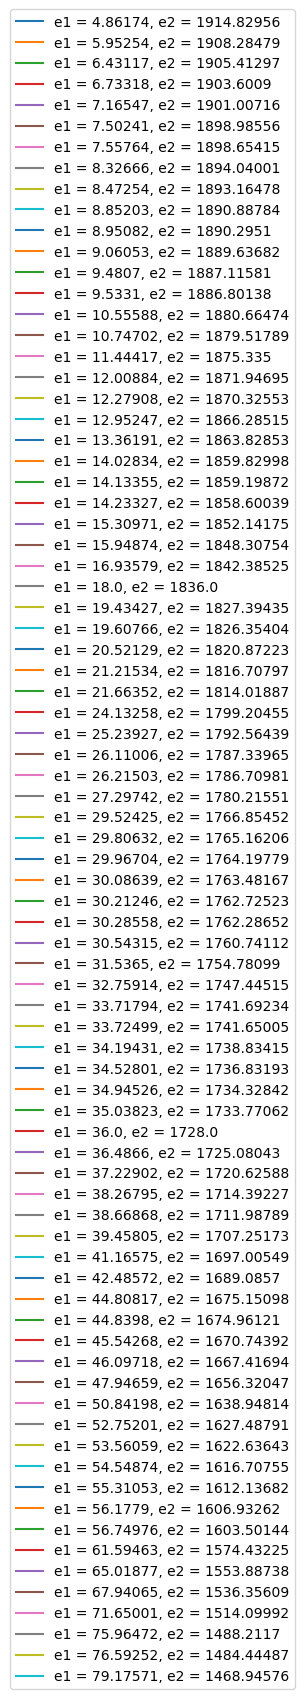 e1 = 4.86174, e2 = 1914.82956
e1 = 5.95254, e2 = 1908.28479
e1 = 6.43117, e2 = 1905.41297
e1 = 6.73318, e2 = 1903.6009
e1 = 7.16547, e2 = 1901.00716
e1 = 7.50241, e2 = 1898.98556
e1 = 7.55764, e2 = 1898.65415
e1 = 8.32666, e2 = 1894.04001
e1 = 8.47254, e2 = 1893.16478
e1 = 8.85203, e2 = 1890.88784
e1 = 8.95082, e2 = 1890.2951
e1 = 9.06053, e2 = 1889.63682
e1 = 9.4807, e2 = 1887.11581
e1 = 9.5331, e2 = 1886.80138
e1 = 10.55588, e2 = 1880.66474
e1 = 10.74702, e2 = 1879.51789
e1 = 11.44417, e2 = 1875.335
e1 = 12.00884, e2 = 1871.94695
e1 = 12.27908, e2 = 1870.32553
e1 = 12.95247, e2 = 1866.28515
e1 = 13.36191, e2 = 1863.82853
e1 = 14.02834, e2 = 1859.82998
e1 = 14.13355, e2 = 1859.19872
e1 = 14.23327, e2 = 1858.60039
e1 = 15.30971, e2 = 1852.14175
e1 = 15.94874, e2 = 1848.30754
e1 = 16.93579, e2 = 1842.38525
e1 = 18.0, e2 = 1836.0
e1 = 19.43427, e2 = 1827.39435
e1 = 19.60766, e2 = 1826.35404
e1 = 20.52129, e2 = 1820.87223
e1 = 21.21534, e2 = 1816.70797
e1 = 21.66352, e2 = 1814.01887
e1 = 24.13258, e2 = 1799.20455
e1 = 25.23927, e2 = 1792.56439
e1 = 26.11006, e2 = 1787.33965
e1 = 26.21503, e2 = 1786.70981
e1 = 27.29742, e2 = 1780.21551
e1 = 29.52425, e2 = 1766.85452
e1 = 29.80632, e2 = 1765.16206
e1 = 29.96704, e2 = 1764.19779
e1 = 30.08639, e2 = 1763.48167
e1 = 30.21246, e2 = 1762.72523
e1 = 30.28558, e2 = 1762.28652
e1 = 30.54315, e2 = 1760.74112
e1 = 31.5365, e2 = 1754.78099
e1 = 32.75914, e2 = 1747.44515
e1 = 33.71794, e2 = 1741.69234
e1 = 33.72499, e2 = 1741.65005
e1 = 34.19431, e2 = 1738.83415
e1 = 34.52801, e2 = 1736.83193
e1 = 34.94526, e2 = 1734.32842
e1 = 35.03823, e2 = 1733.77062
e1 = 36.0, e2 = 1728.0
e1 = 36.4866, e2 = 1725.08043
e1 = 37.22902, e2 = 1720.62588
e1 = 38.26795, e2 = 1714.39227
e1 = 38.66868, e2 = 1711.98789
e1 = 39.45805, e2 = 1707.25173
e1 = 41.16575, e2 = 1697.00549
e1 = 42.48572, e2 = 1689.0857
e1 = 44.80817, e2 = 1675.15098
e1 = 44.8398, e2 = 1674.96121
e1 = 45.54268, e2 = 1670.74392
e1 = 46.09718, e2 = 1667.41694
e1 = 47.94659, e2 = 1656.32047
e1 = 50.84198, e2 = 1638.94814
e1 = 52.75201, e2 = 1627.48791
e1 = 53.56059, e2 = 1622.63643
e1 = 54.54874, e2 = 1616.70755
e1 = 55.31053, e2 = 1612.13682
e1 = 56.1779, e2 = 1606.93262
e1 = 56.74976, e2 = 1603.50144
e1 = 61.59463, e2 = 1574.43225
e1 = 65.01877, e2 = 1553.88738
e1 = 67.94065, e2 = 1536.35609
e1 = 71.65001, e2 = 1514.09992
e1 = 75.96472, e2 = 1488.2117
e1 = 76.59252, e2 = 1484.44487
e1 = 79.17571, e2 = 1468.94576